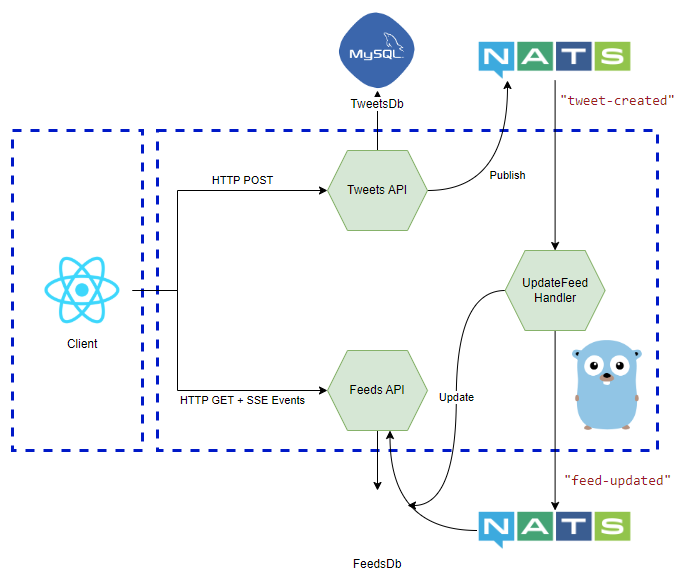 MySQL
NATS
TweetsDb
"tweet-created"
HTTP POST
Tweets API
Publish
UpdateFeed
Handler
Client
Feeds API
HTTP GET + SSE Events
Update
"feed-updated"
NATS
FeedsDb